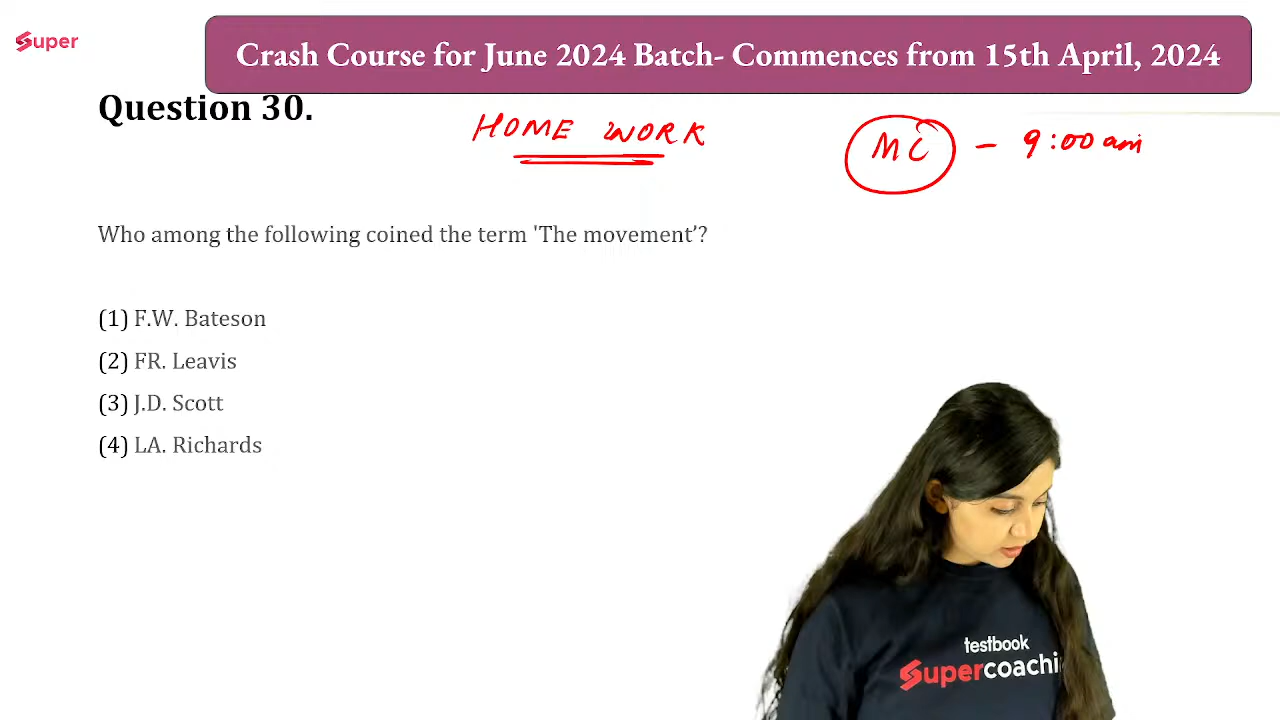 Super
Crash Course for June 2024 Batch- Commences from 15th April, 2024
Question 30.
HOME WORK
MC - 9:00 am
Who among the following coined the term 'The movement'?
(1) F.W. Bateson
(2) FR. Leavis
(3) J.D. Scott
(4) LA. Richards
testbook
Supercoachi